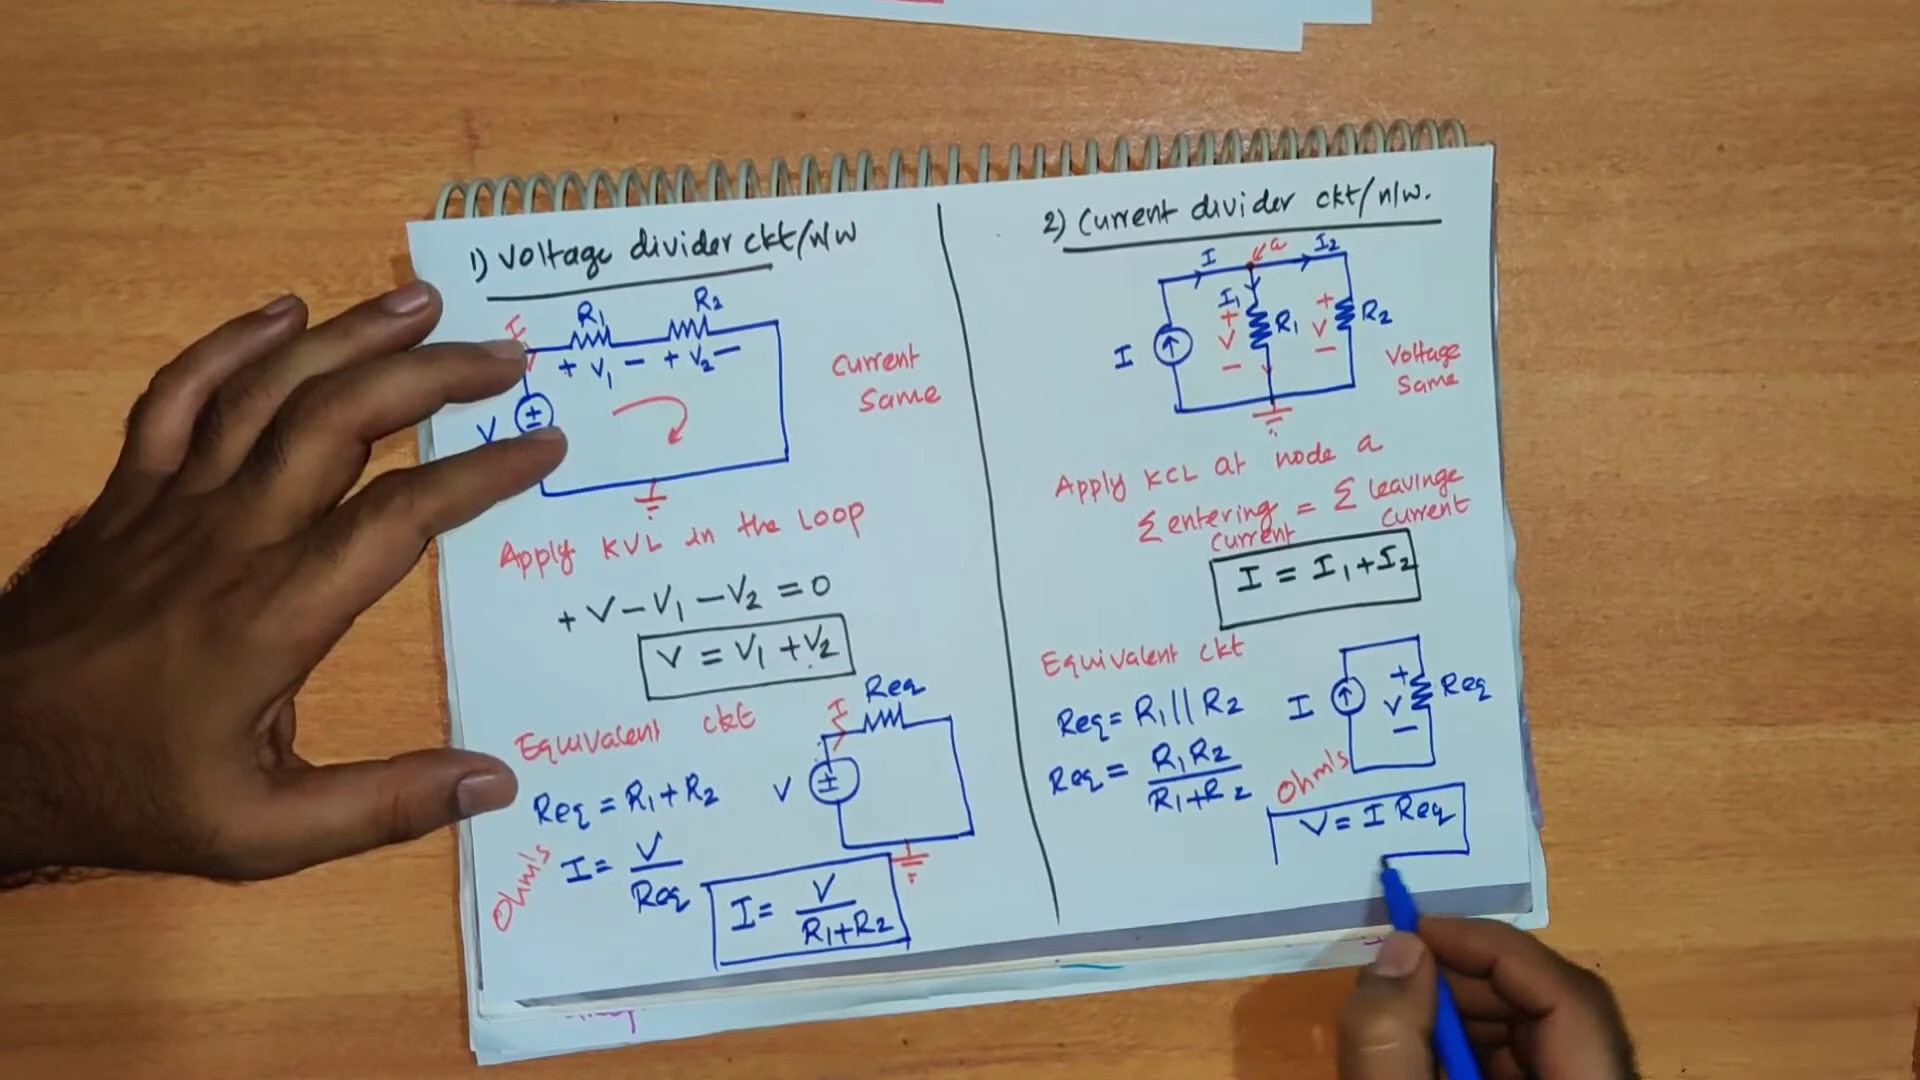 1) Voltage divider ckt/n/w
R1
R2
I
+ V1 - + V2 -
V
±
Current
Same
Apply KVL in the Loop
+ V - V1 - V2 = 0
V = V1 + V2
Equivalent ckt
I
Req
V
±
Req = R1 + R2
Ohm's
I = V/Req
I = V/R1+R2
2) Current divider ckt/n/w.
I
a
I2
I1
+
V
-
R1
+
V
-
R2
I
Voltage
Same
Apply KCL at node a
Σ entering current = Σ leavinge current
I = I1 + I2
Equivalent ckt
Req = R1 || R2
Req = R1 R2/R1+R2
I
+
V
-
Req
Ohm's
V = I Req